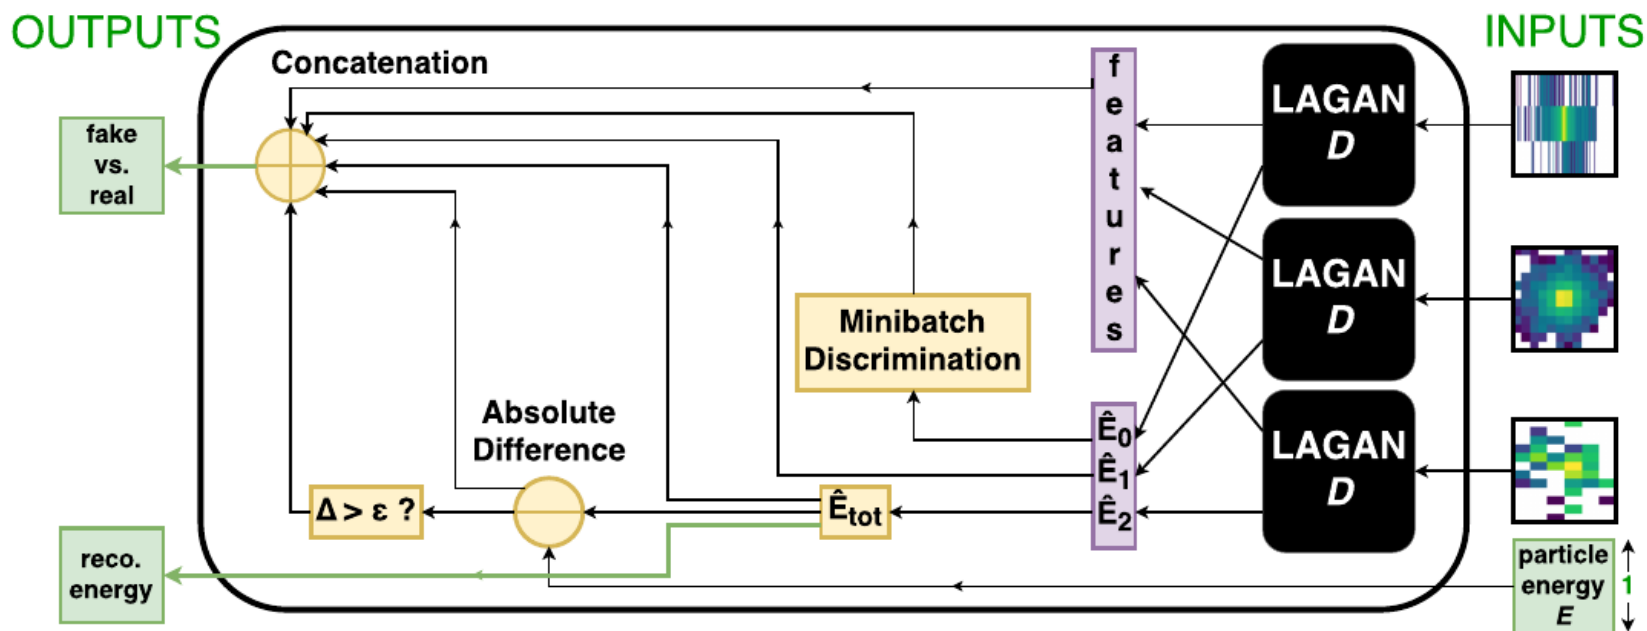 OUTPUTS
INPUTS
Concatenation
fake
vs.
real
features
LAGAN
D
LAGAN
D
LAGAN
D
Minibatch
Discrimination
Absolute
Difference
Ê0
Ê1
Ê2
Δ > ε ?
Êtot
reco.
energy
particle
energy
E
1